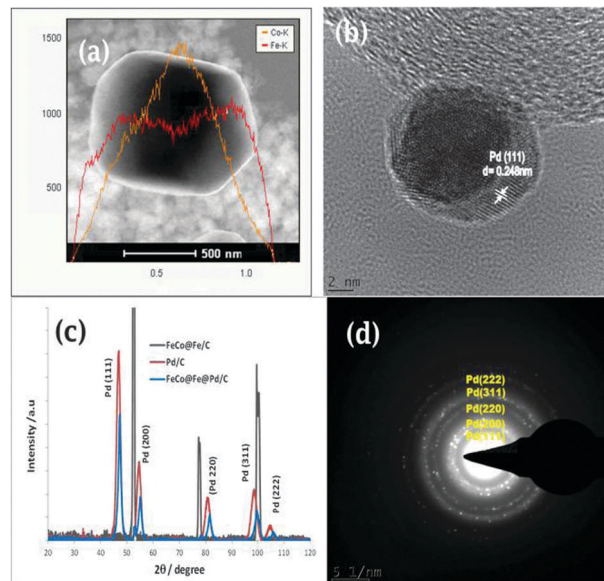 (a)
Co-K
Fe-K
1500
1000
500
500 nm
0.5
1.0
(b)
Pd (111)
d= 0.248nm
2 nm
(c)
FeCo@Fe/C
Pd/C
FeCo@Fe@Pd/C
Pd (111)
Pd (200)
(Pd 220)
Pd (311)
Pd (222)
Intensity /a.u
20 30 40 50 60 70 80 90 100 110 120
2θ / degree
(d)
Pd(222)
Pd(311)
Pd(220)
Pd(200)
Pd(111)
5 1/nm